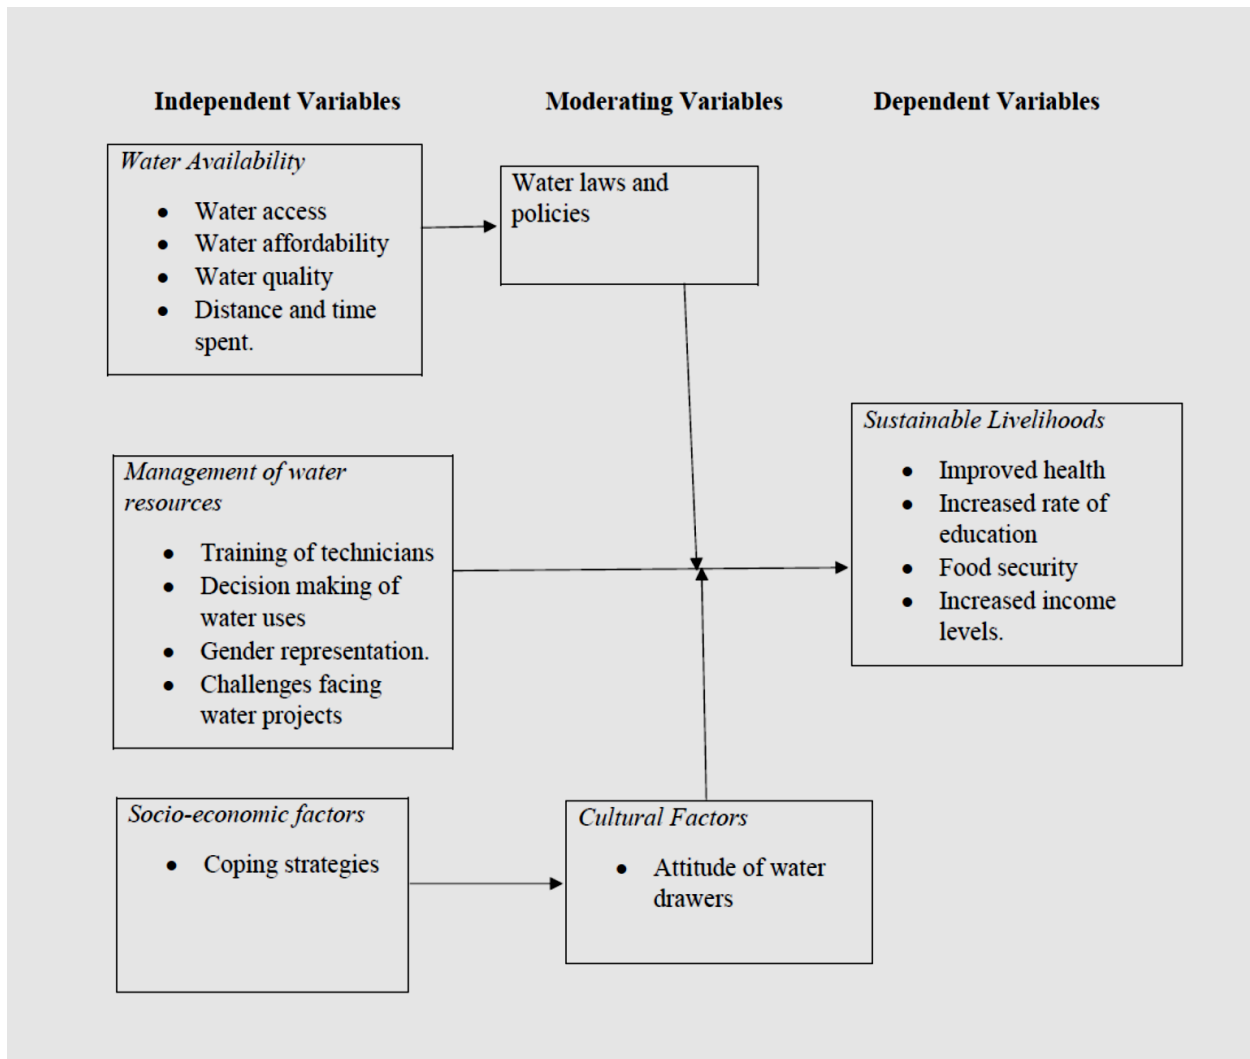 Independent Variables
Moderating Variables
Dependent Variables
Water Availability
• Water access
• Water affordability
• Water quality
• Distance and time
spent.
Water laws and
policies
Management of water
resources
• Training of technicians
• Decision making of
water uses
• Gender representation.
• Challenges facing
water projects
Sustainable Livelihoods
• Improved health
• Increased rate of
education
• Food security
• Increased income
levels.
Socio-economic factors
• Coping strategies
Cultural Factors
• Attitude of water
drawers